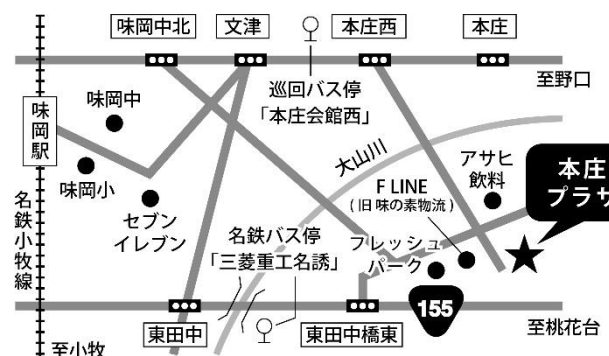 味岡中北
文津
本庄西
本庄
至野口
巡回バス停
「本庄会館西」
味岡駅
味岡中
味岡小
セブン
イレブン
名鉄小牧線
大山川
アサヒ
飲料
F LINE
(旧 味の素物流)
本庄
プラザ
名鉄バス停
「三菱重工名誘」
フレッシュ
パーク
155
東田中
東田中橋東
至桃花台
至小牧